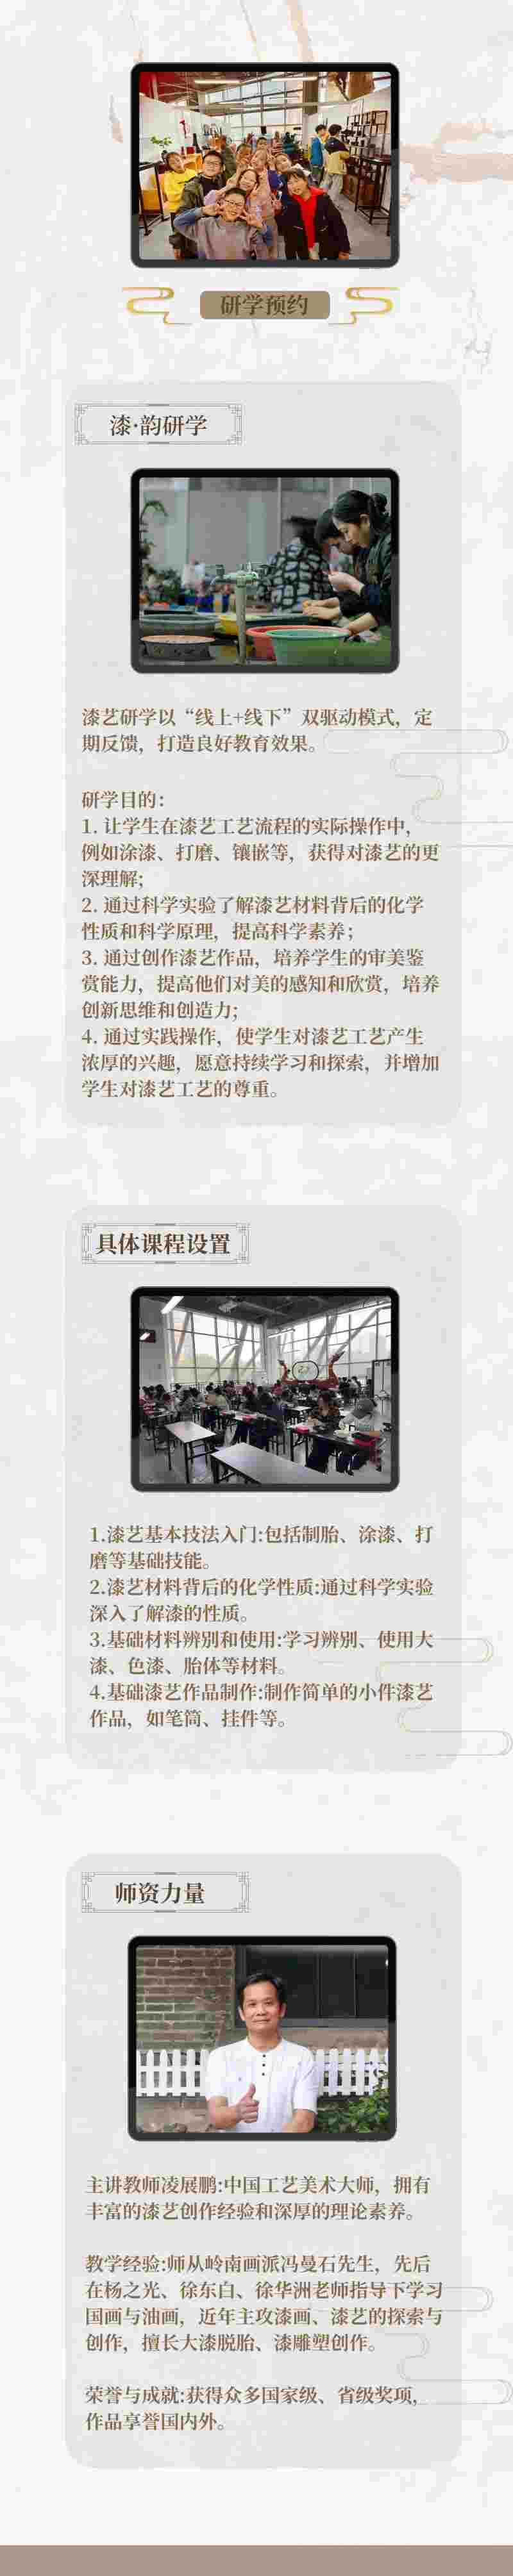 研学预约
漆·韵研学
漆艺研学以“线上+线下”双驱动模式，定
期反馈，打造良好教育效果。
研学目的：
1. 让学生在漆艺工艺流程的实际操作中，
例如涂漆、打磨、镶嵌等，获得对漆艺的更
深理解；
2. 通过科学实验了解漆艺材料背后的化学
性质和科学原理，提高科学素养；
3. 通过创作漆艺作品，培养学生的审美鉴
赏能力，提高他们对美的感知和欣赏，培养
创新思维和创造力；
4. 通过实践操作，使学生对漆艺工艺产生
浓厚的兴趣，愿意持续学习和探索，并增加
学生对漆艺工艺的尊重。
具体课程设置
1.漆艺基本技法入门:包括制胎、涂漆、打
磨等基础技能。
2.漆艺材料背后的化学性质:通过科学实验
深入了解漆的性质。
3.基础材料辨别和使用:学习辨别、使用大
漆、色漆、胎体等材料。
4.基础漆艺作品制作:制作简单的小件漆艺
作品，如笔筒、挂件等。
师资力量
主讲教师凌展鹏:中国工艺美术大师，拥有
丰富的漆艺创作经验和深厚的理论素养。
教学经验:师从岭南画派冯曼石先生，先后
在杨之光、徐东白、徐华洲老师指导下学习
国画与油画，近年主攻漆画、漆艺的探索与
创作，擅长大漆脱胎、漆雕塑创作。
荣誉与成就:获得众多国家级、省级奖项，
作品享誉国内外。